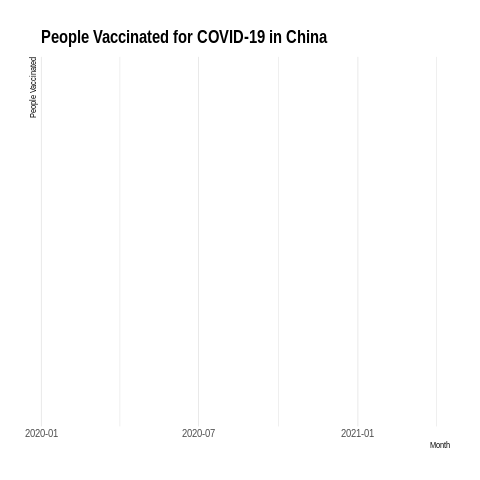 People Vaccinated for COVID-19 in China
People Vaccinated
2020-01
2020-07
2021-01
Month